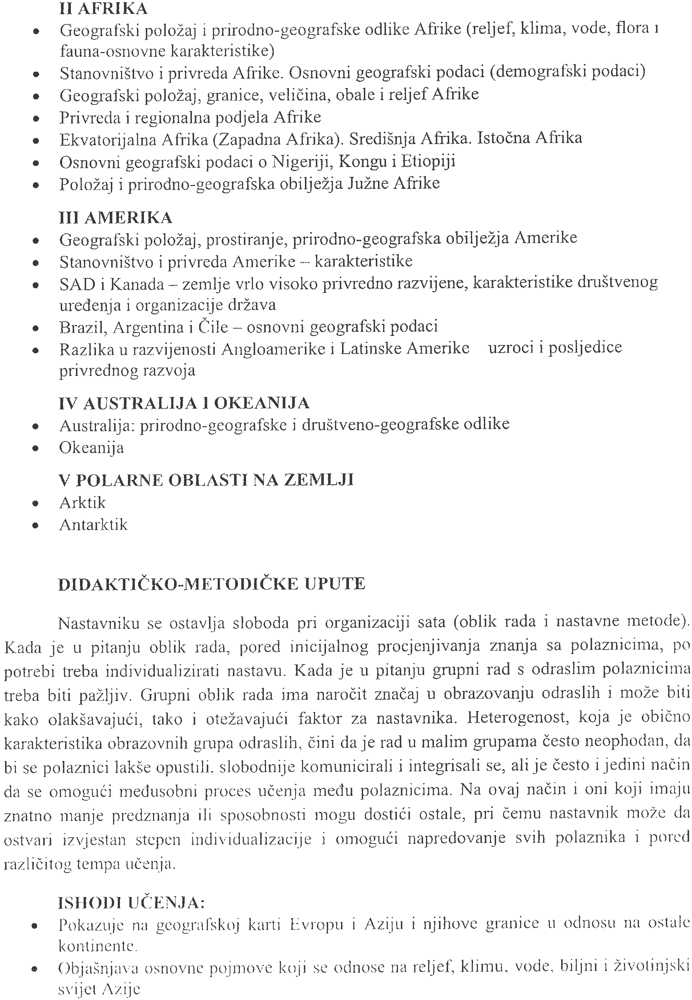 II AFRIKA
• Geografski položaj i prirodno-geografske odlike Afrike (reljef, klima, vode, flora i
fauna-osnovne karakteristike)
• Stanovništvo i privreda Afrike. Osnovni geografski podaci (demografski podaci)
• Geografski položaj, granice, veličina, obale i reljef Afrike
• Privreda i regionalna podjela Afrike
• Ekvatorijalna Afrika (Zapadna Afrika). Središnja Afrika. Istočna Afrika
• Osnovni geografski podaci o Nigeriji, Kongu i Etiopiji
• Položaj i prirodno-geografska obilježja Južne Afrike
III AMERIKA
• Geografski položaj, prostiranje, prirodno-geografska obilježja Amerike
• Stanovništvo i privreda Amerike – karakteristike
• SAD i Kanada – zemlje vrlo visoko privredno razvijene, karakteristike društvenog
uređenja i organizacije država
• Brazil, Argentina i Čile – osnovni geografski podaci
• Razlika u razvijenosti Angloamerike i Latinske Amerike uzroci i posljedice
privrednog razvoja
IV AUSTRALIJA I OKEANIJA
• Australija: prirodno-geografske i društveno-geografske odlike
• Okeanija
V POLARNE OBLASTI NA ZEMLJI
• Arktik
• Antarktik
DIDAKTIČKO-METODIČKE UPUTE
Nastavniku se ostavlja sloboda pri organizaciji sata (oblik rada i nastavne metode).
Kada je u pitanju oblik rada, pored inicijalnog procjenjivanja znanja sa polaznicima, po
potrebi treba individualizirati nastavu. Kada je u pitanju grupni rad s odraslim polaznicima
treba biti pažljiv. Grupni oblik rada ima naročit značaj u obrazovanju odraslih i može biti
kako olakšavajući, tako i otežavajući faktor za nastavnika. Heterogenost, koja je obično
karakteristika obrazovnih grupa odraslih, čini da je rad u malim grupama često neophodan, da
bi se polaznici lakše opustili, slobodnije komunicirali i integrisali se, ali je često i jedini način
da se omogući međusobni proces učenja među polaznicima. Na ovaj način i oni koji imaju
znatno manje predznanja ili sposobnosti mogu dostići ostale, pri čemu nastavnik može da
ostvari izvjestan stepen individualizacije i omogući napredovanje svih polaznika i pored
različitog tempa učenja.
ISHODI UČENJA:
• Pokazuje na geografskoj karti Evropu i Aziju i njihove granice u odnosu na ostale
kontinente.
• Objašnjava osnovne pojmove koji se odnose na reljef, klimu, vode, biljni i životinjski
svijet Azije